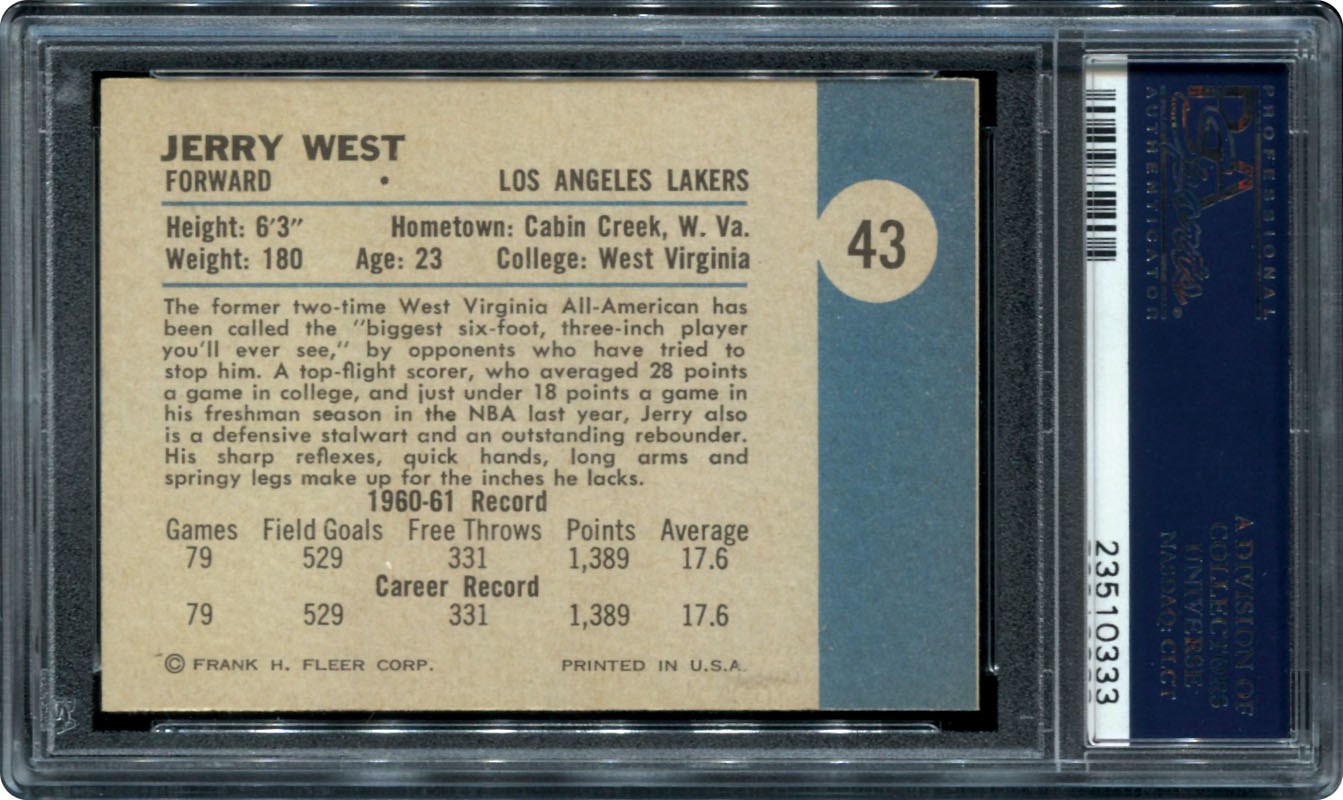 JERRY WEST
FORWARD • LOS ANGELES LAKERS
Height: 6'3" Hometown: Cabin Creek, W. Va.
Weight: 180 Age: 23 College: West Virginia
43
The former two-time West Virginia All-American has
been called the "biggest six-foot, three-inch player
you'll ever see," by opponents who have tried to
stop him. A top-flight scorer, who averaged 28 points
a game in college, and just under 18 points a game in
his freshman season in the NBA last year, Jerry also
is a defensive stalwart and an outstanding rebounder.
His sharp reflexes, quick hands, long arms and
springy legs make up for the inches he lacks.
1960-61 Record
Games Field Goals Free Throws Points Average
79 529 331 1,389 17.6
Career Record
79 529 331 1,389 17.6
© FRANK H. FLEER CORP. PRINTED IN U.S.A.
PROFESSIONAL
PSA
AUTHENTICATOR
A DIVISION OF
COLLECTORS
UNIVERSE
NASDAQ: CLCT
23510333